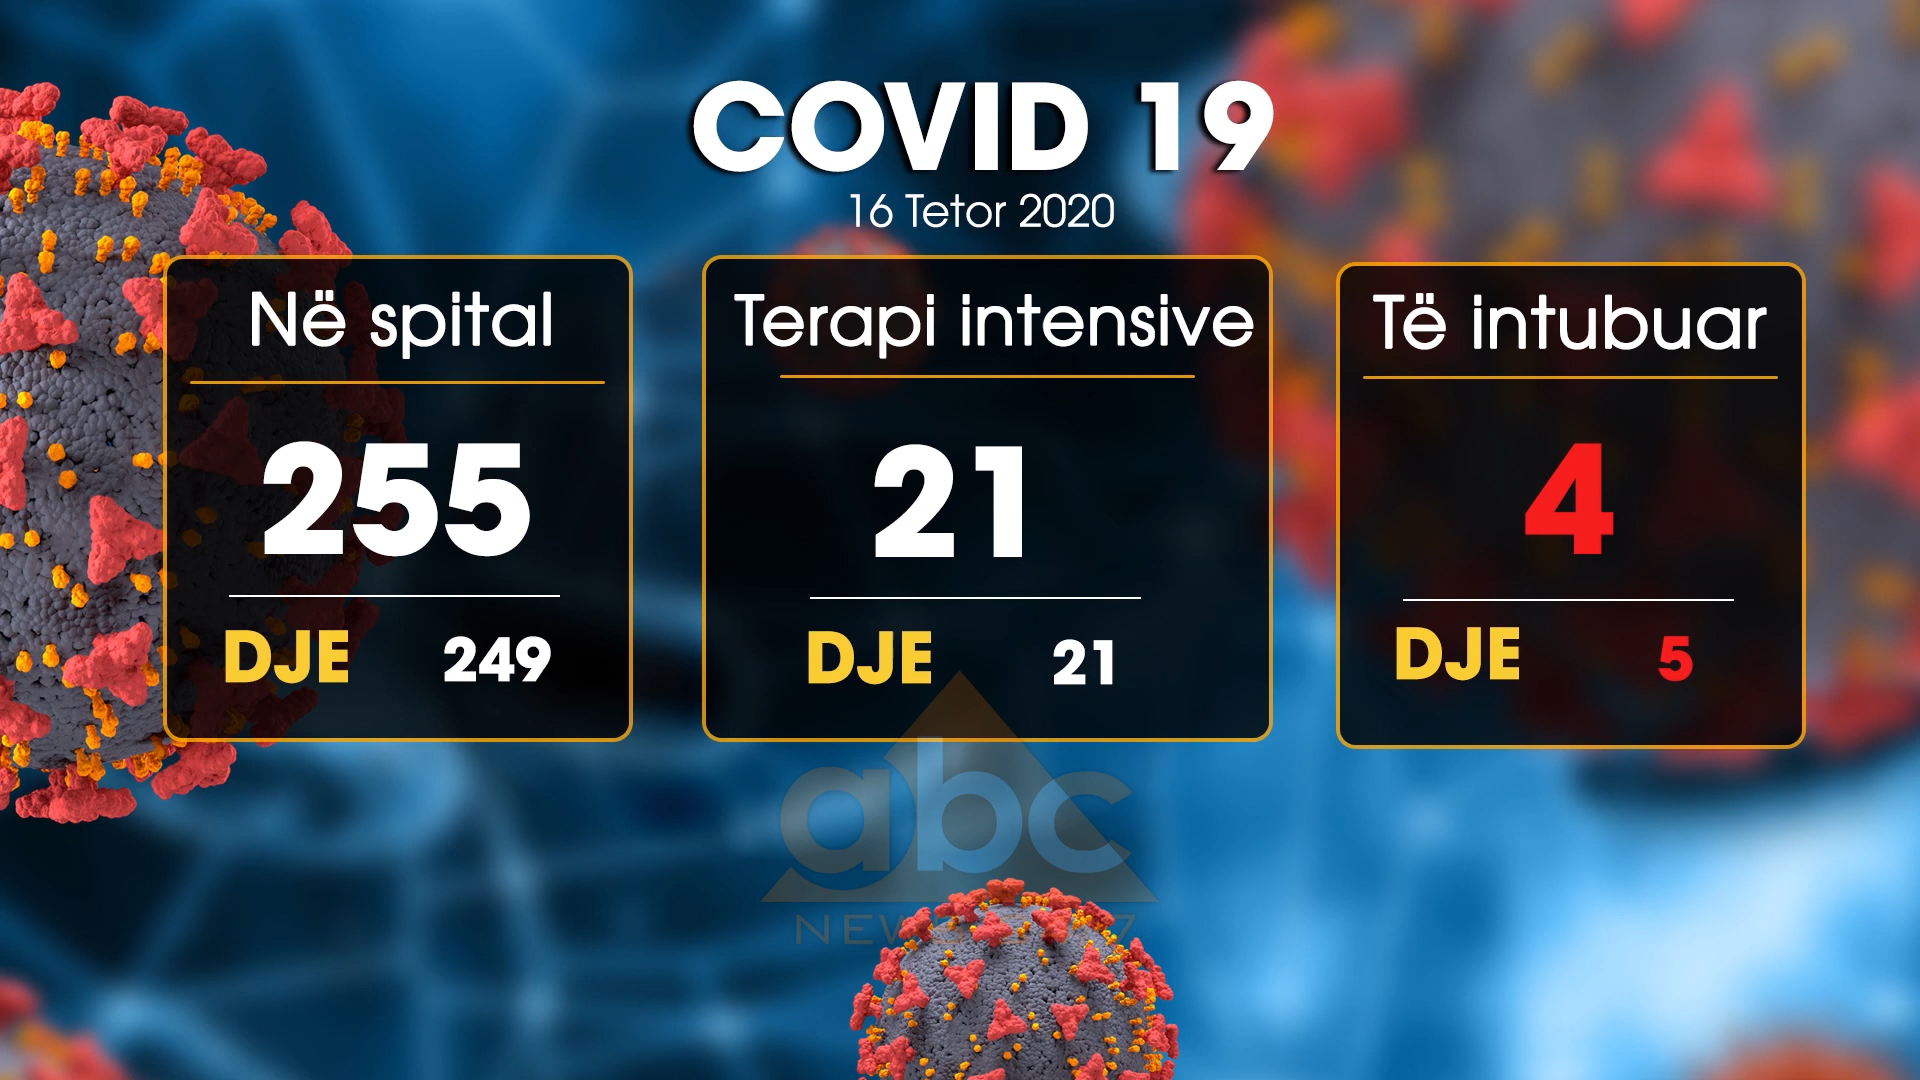 COVID 19
16 Tetor 2020
Në spital
255
DJE 249
Terapi intensive
21
DJE 21
Të intubuar
4
DJE 5
abc